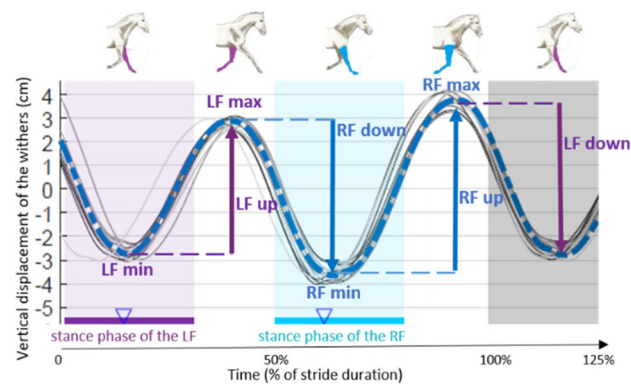 Vertical displacement of the withers (cm)
4
3
2
1
0
-1
-2
-3
-4
-5
LF max
RF max
RF down
LF down
LF up
RF up
LF min
RF min
stance phase of the LF
stance phase of the RF
0
50%
100%
125%
Time (% of stride duration)